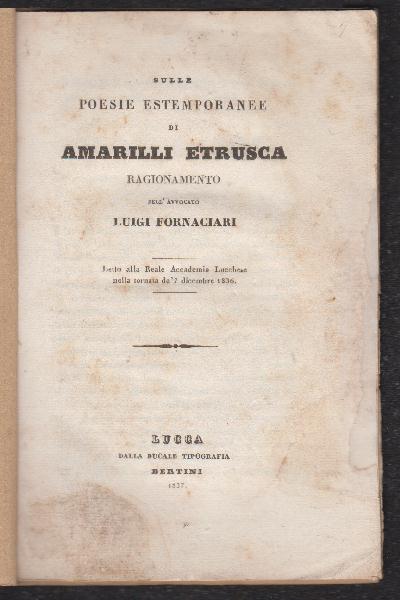 SULLE
POESIE ESTEMPORANEE
DI
AMARILLI ETRUSCA
RAGIONAMENTO
DELL' AVVOCATO
LUIGI FORNACIARI
Letto alla Reale Accademia Lucchese
nella tornata de' 7 dicembre 1836.
LUCCA
DALLA DUCALE TIPOGRAFIA
BERTINI
1837.